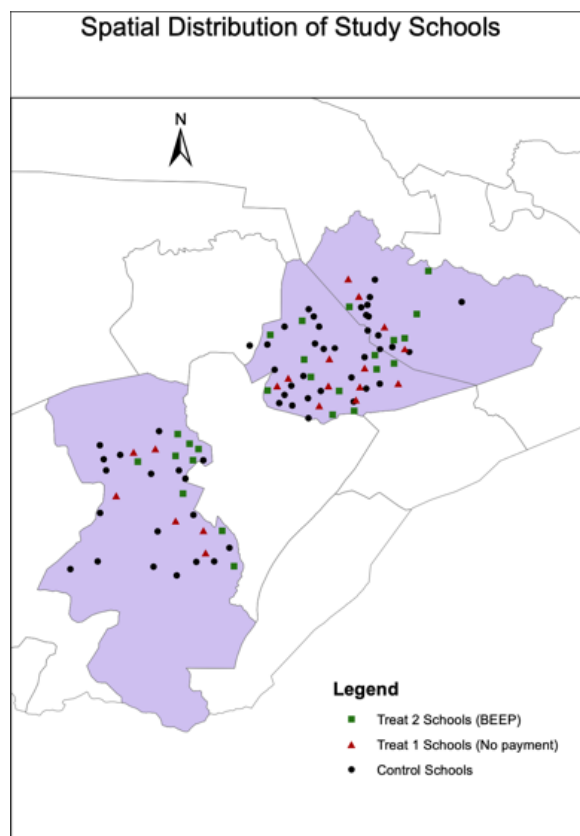 Spatial Distribution of Study Schools
N
Legend
Treat 2 Schools (BEEP)
Treat 1 Schools (No payment)
Control Schools